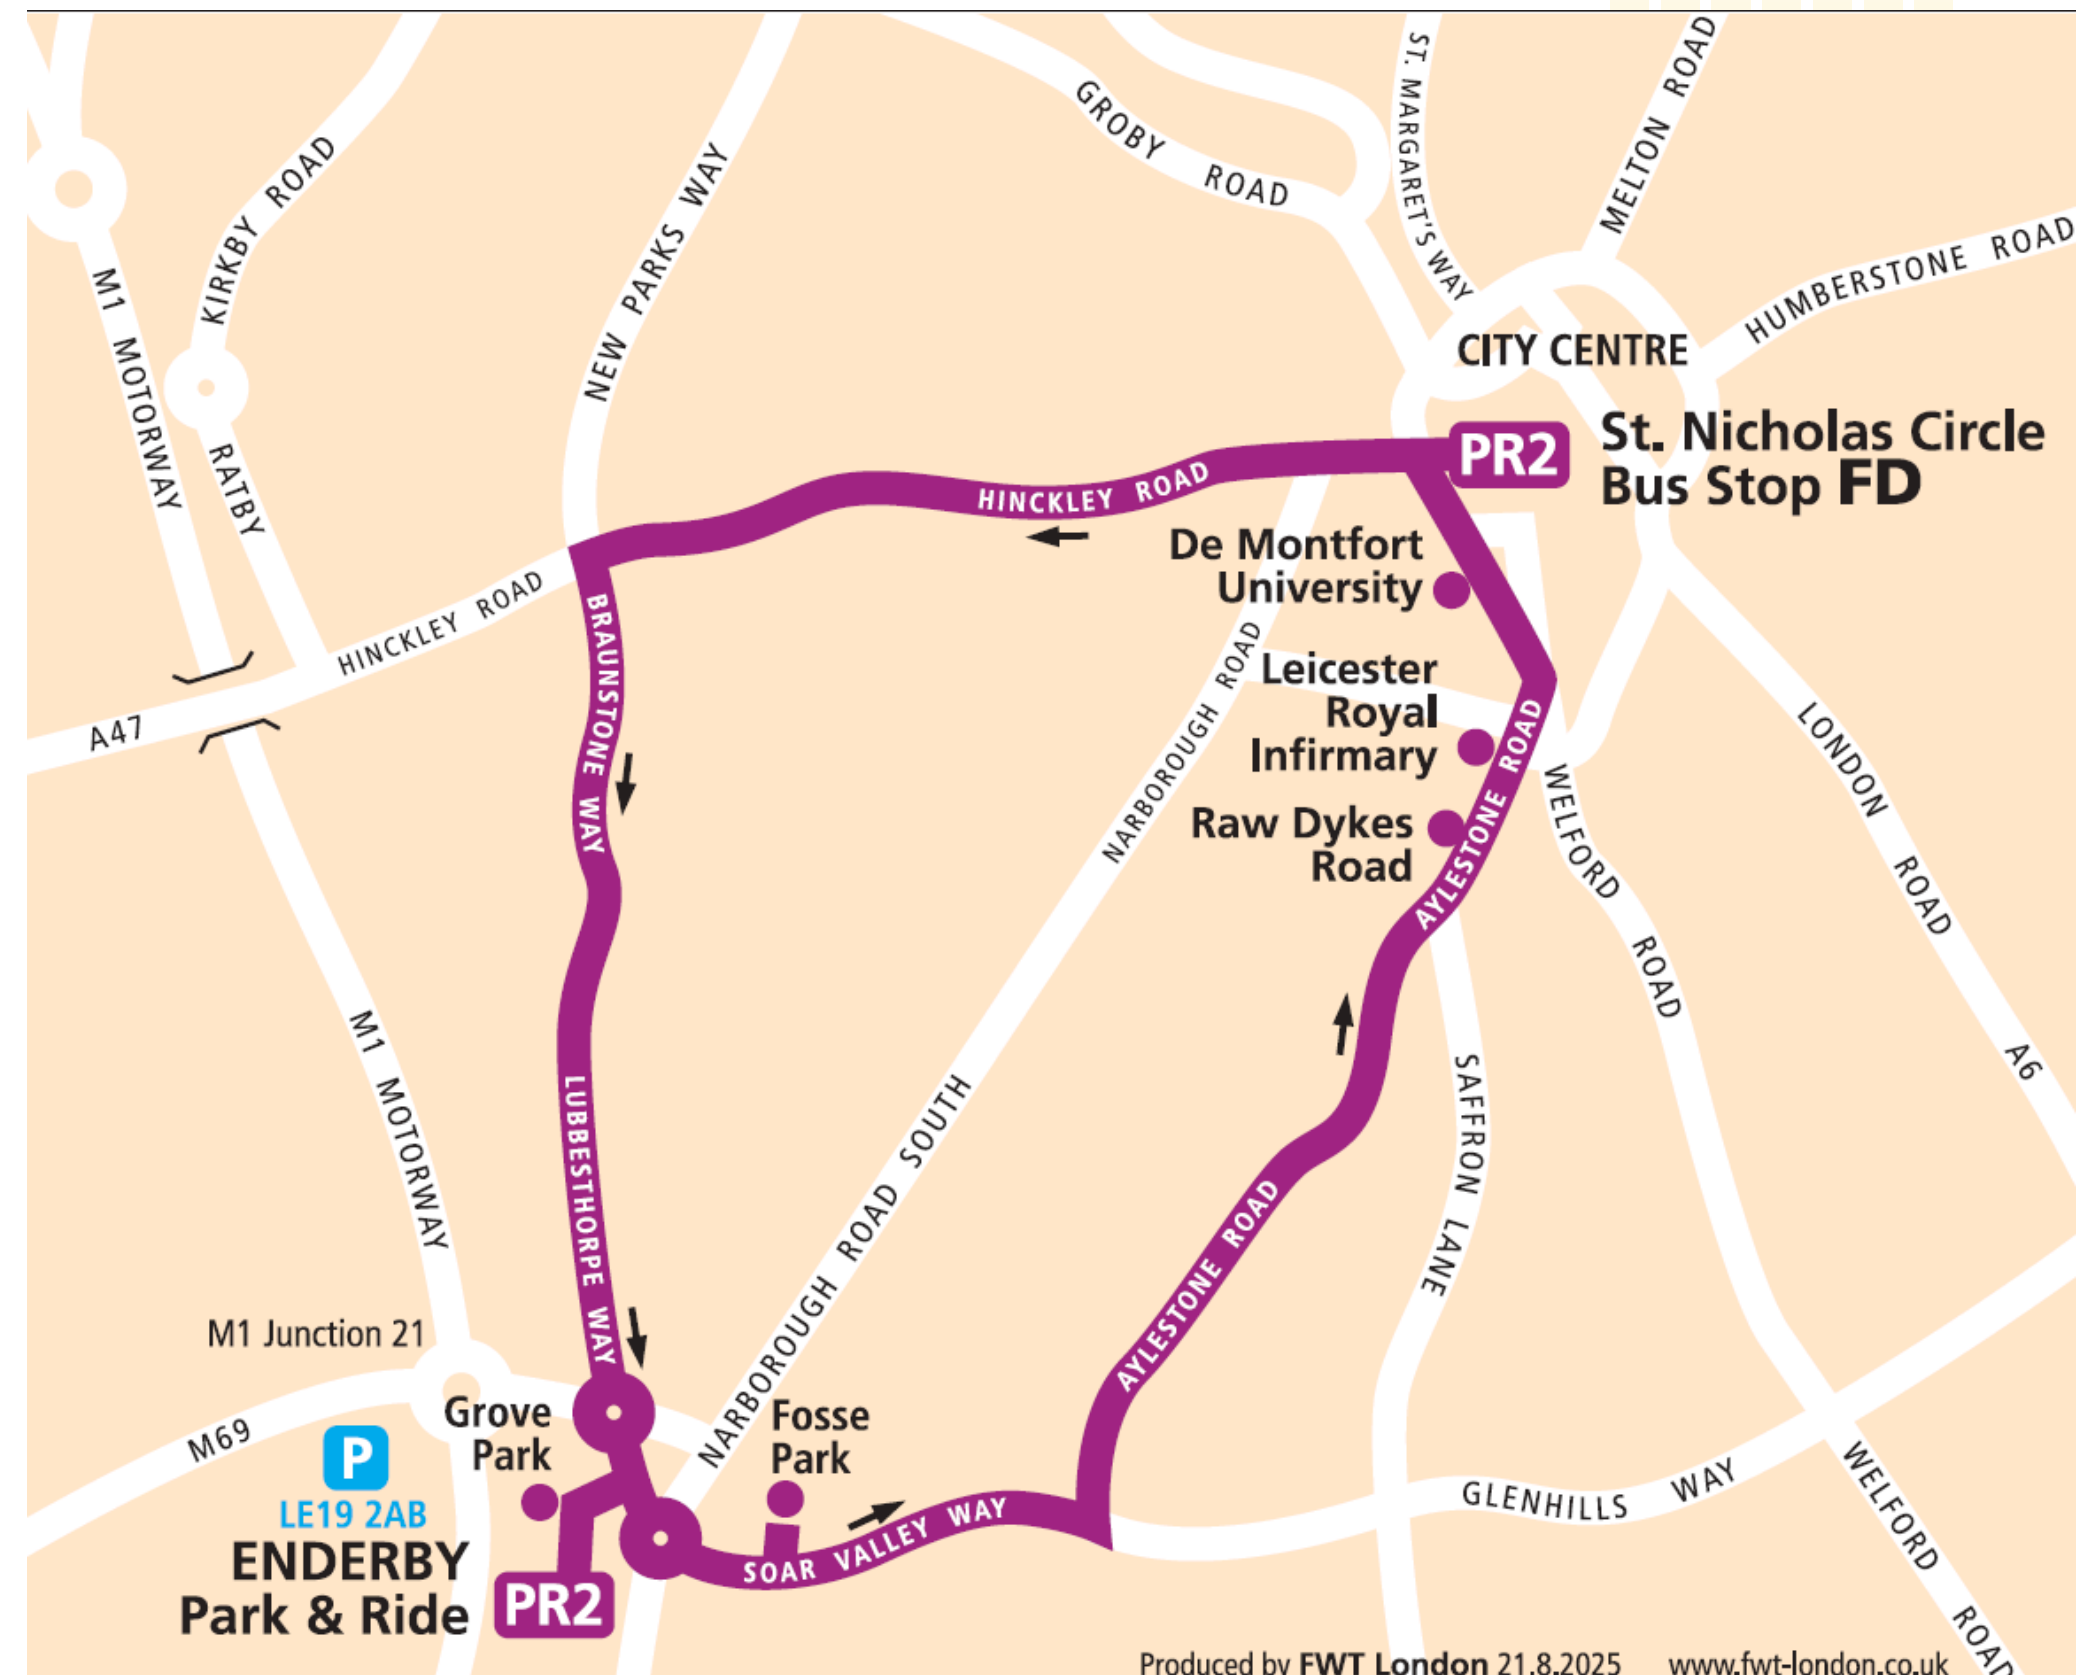 ST. MARGARET'S WAY
MELTON ROAD
GROBY ROAD
KIRKBY ROAD
NEW PARKS WAY
HUMBERSTONE ROAD
M1 MOTORWAY
CITY CENTRE
PR2
St. Nicholas Circle
Bus Stop FD
RATBY
HINCKLEY ROAD
De Montfort
University
HINCKLEY ROAD
BRAUNSTONE WAY
NARBOROUGH ROAD
Leicester
Royal
Infirmary
AYLESTONE ROAD
A47
LONDON ROAD
WELFORD ROAD
Raw Dykes
Road
M1 MOTORWAY
A6
SAFFRON LANE
LUBBESTHORPE WAY
NARBOROUGH ROAD SOUTH
AYLESTONE ROAD
M1 Junction 21
M69
Grove
Park
Fosse
Park
P
LE19 2AB
ENDERBY
Park & Ride
PR2
SOAR VALLEY WAY
GLENHILLS WAY
WELFORD ROAD
Produced by FWT London 21.8.2025 www.fwt-london.co.uk